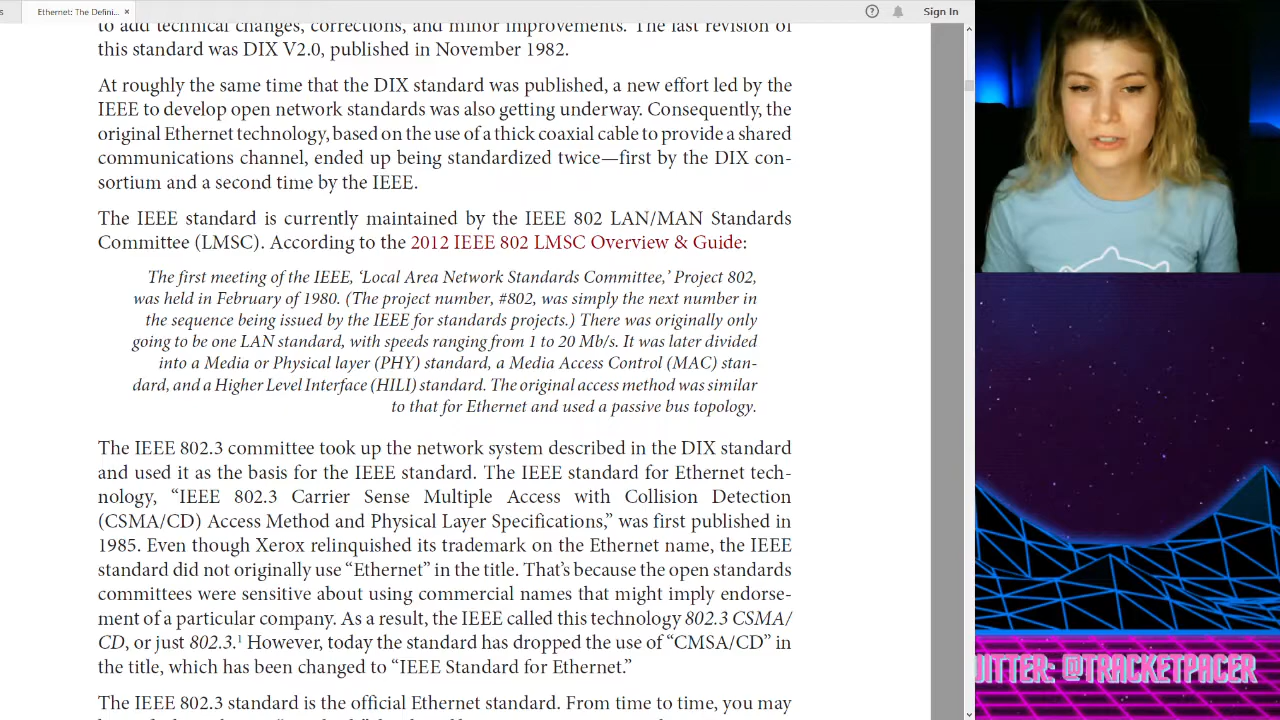 s
Ethernet: The Defini... ×
Sign In
to add technical changes, corrections, and minor improvements. The last revision of
this standard was DIX V2.0, published in November 1982.
At roughly the same time that the DIX standard was published, a new effort led by the
IEEE to develop open network standards was also getting underway. Consequently, the
original Ethernet technology, based on the use of a thick coaxial cable to provide a shared
communications channel, ended up being standardized twice—first by the DIX con-
sortium and a second time by the IEEE.
The IEEE standard is currently maintained by the IEEE 802 LAN/MAN Standards
Committee (LMSC). According to the 2012 IEEE 802 LMSC Overview & Guide:
The first meeting of the IEEE, ‘Local Area Network Standards Committee,’ Project 802,
was held in February of 1980. (The project number, #802, was simply the next number in
the sequence being issued by the IEEE for standards projects.) There was originally only
going to be one LAN standard, with speeds ranging from 1 to 20 Mb/s. It was later divided
into a Media or Physical layer (PHY) standard, a Media Access Control (MAC) stan-
dard, and a Higher Level Interface (HILI) standard. The original access method was similar
to that for Ethernet and used a passive bus topology.
The IEEE 802.3 committee took up the network system described in the DIX standard
and used it as the basis for the IEEE standard. The IEEE standard for Ethernet tech-
nology, “IEEE 802.3 Carrier Sense Multiple Access with Collision Detection
(CSMA/CD) Access Method and Physical Layer Specifications,” was first published in
1985. Even though Xerox relinquished its trademark on the Ethernet name, the IEEE
standard did not originally use “Ethernet” in the title. That’s because the open standards
committees were sensitive about using commercial names that might imply endorse-
ment of a particular company. As a result, the IEEE called this technology 802.3 CSMA/
CD, or just 802.3.¹ However, today the standard has dropped the use of “CMSA/CD” in
the title, which has been changed to “IEEE Standard for Ethernet.”
The IEEE 802.3 standard is the official Ethernet standard. From time to time, you may
ITTER: @TRACKETPACER